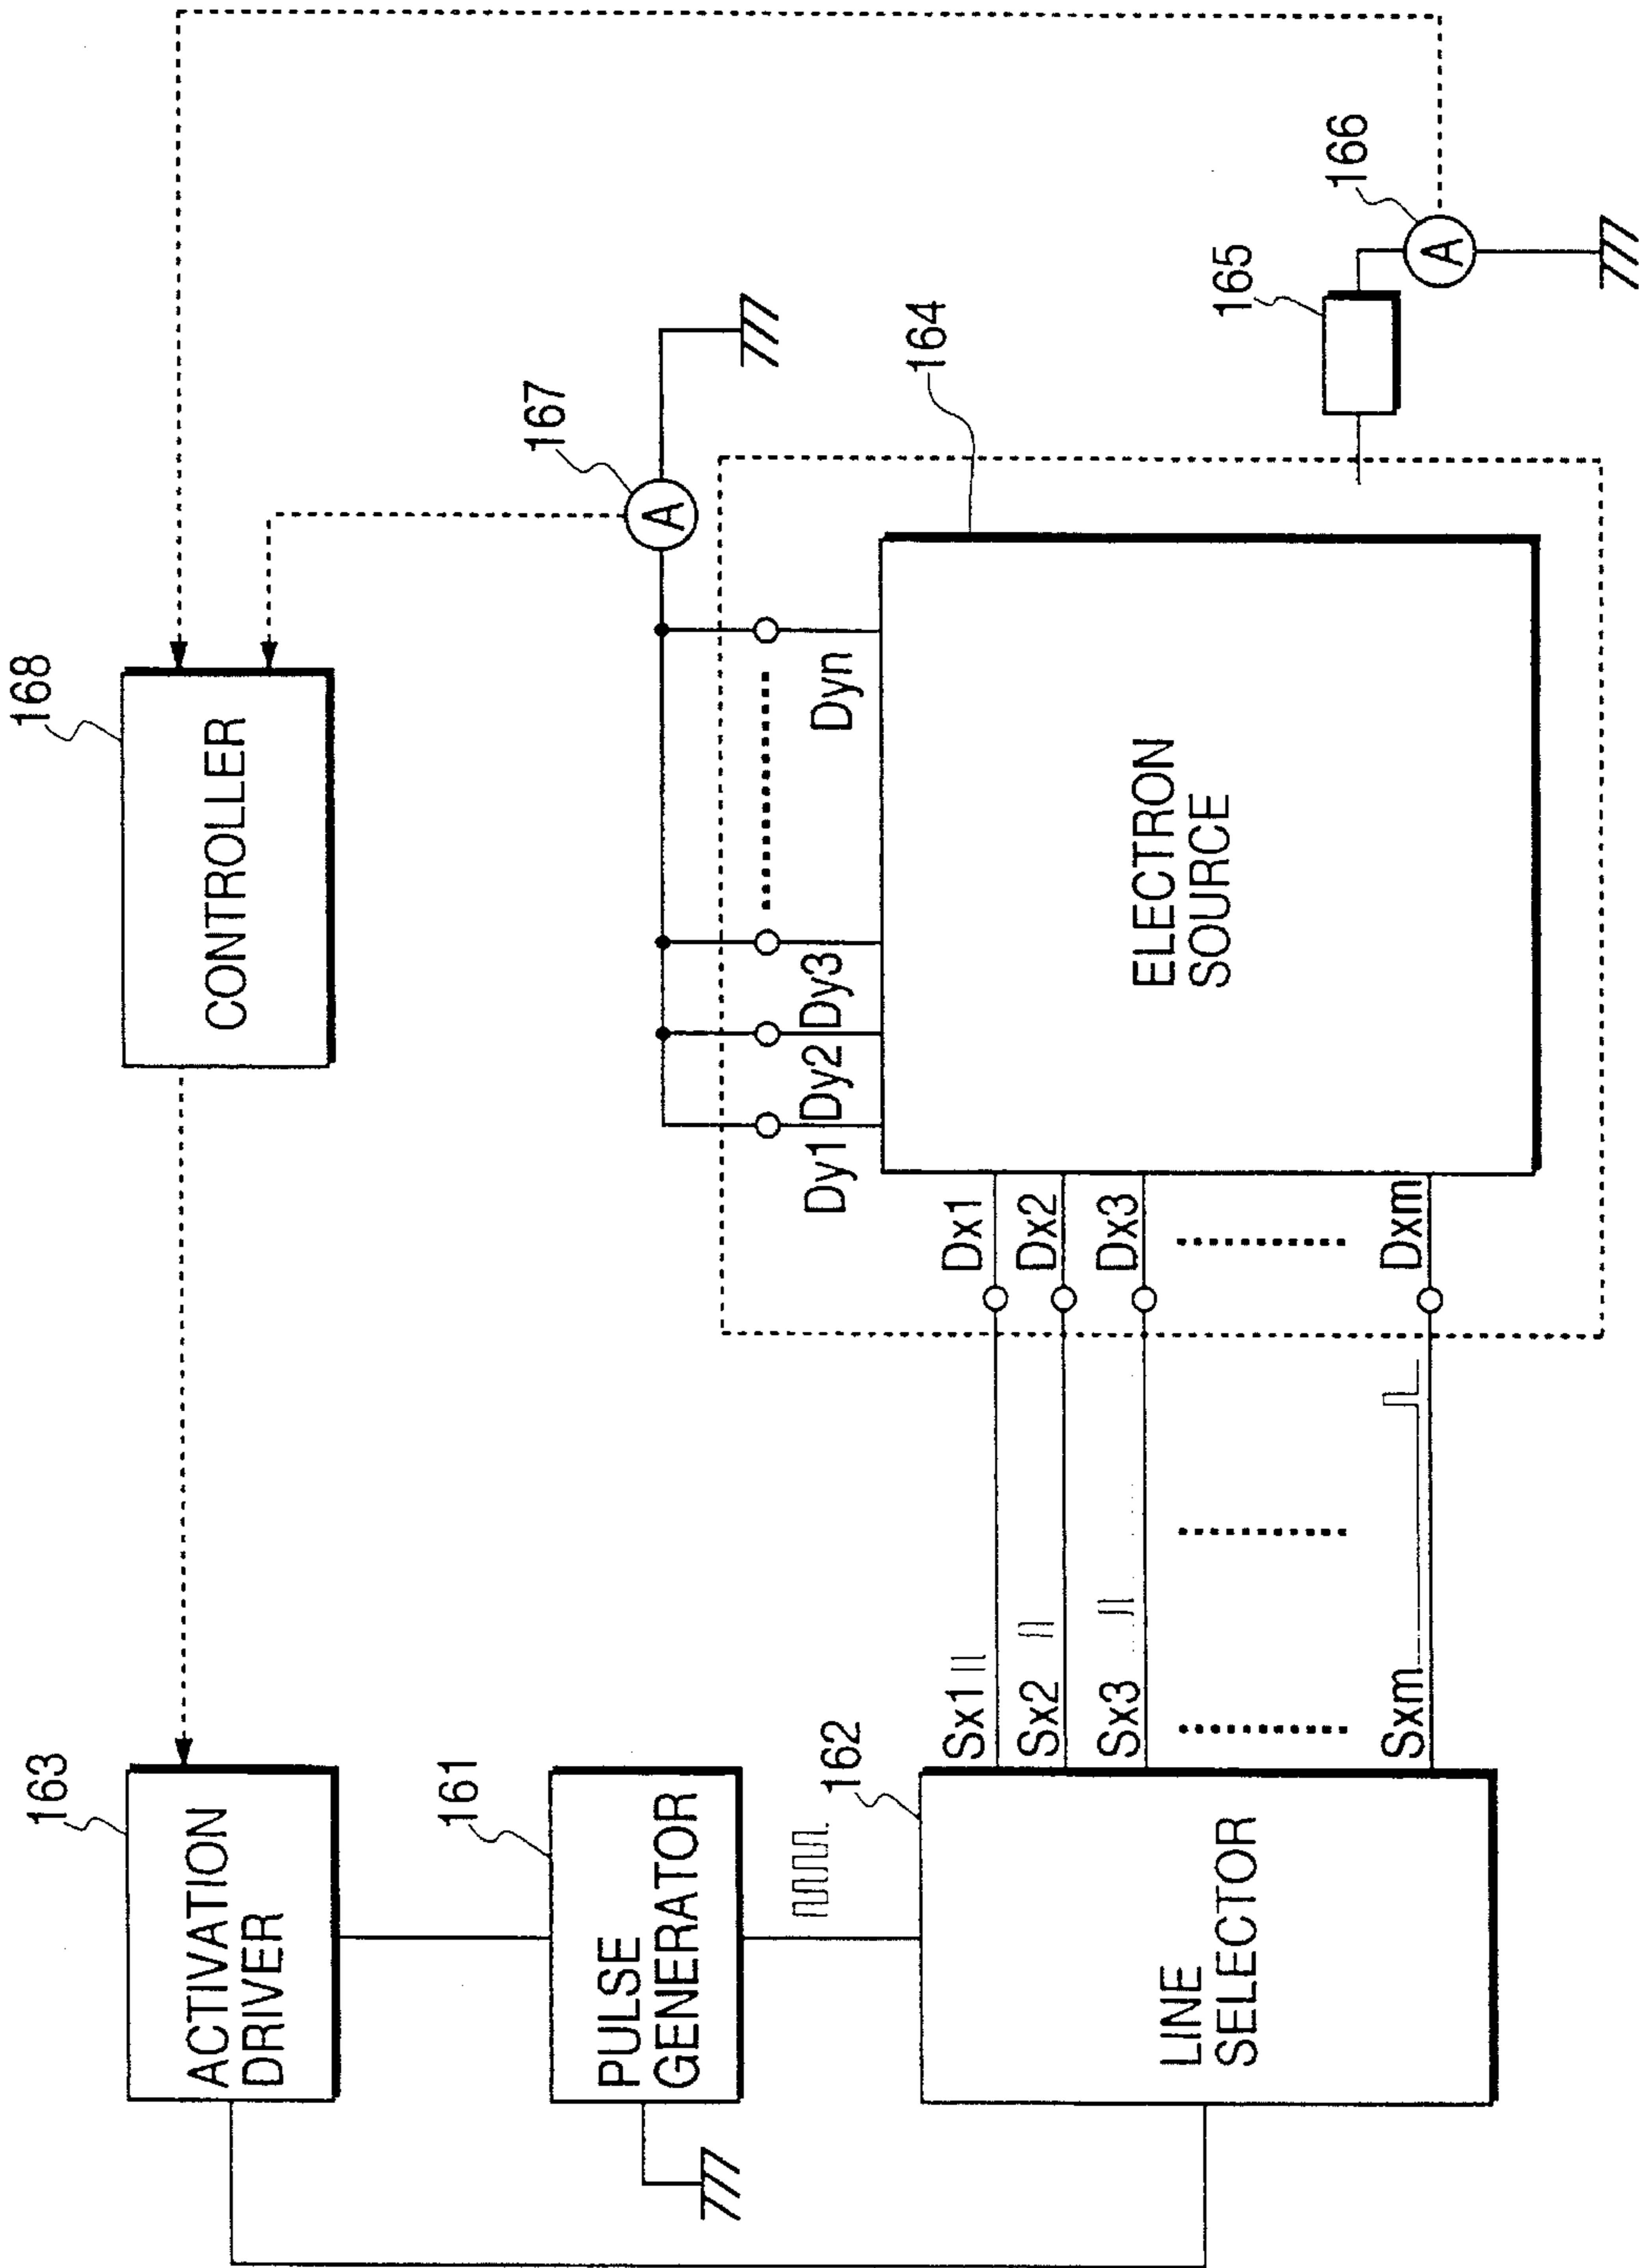 168
CONTROLLER
163
ACTIVATION
DRIVER
167
A
166
A
165
164
161
PULSE
GENERATOR
162
LINE
SELECTOR
Sx1
Sx2
Sx3
Sxm
Dx1
Dx2
Dx3
Dxm
Dy1
Dy2
Dy3
Dyn
ELECTRON
SOURCE